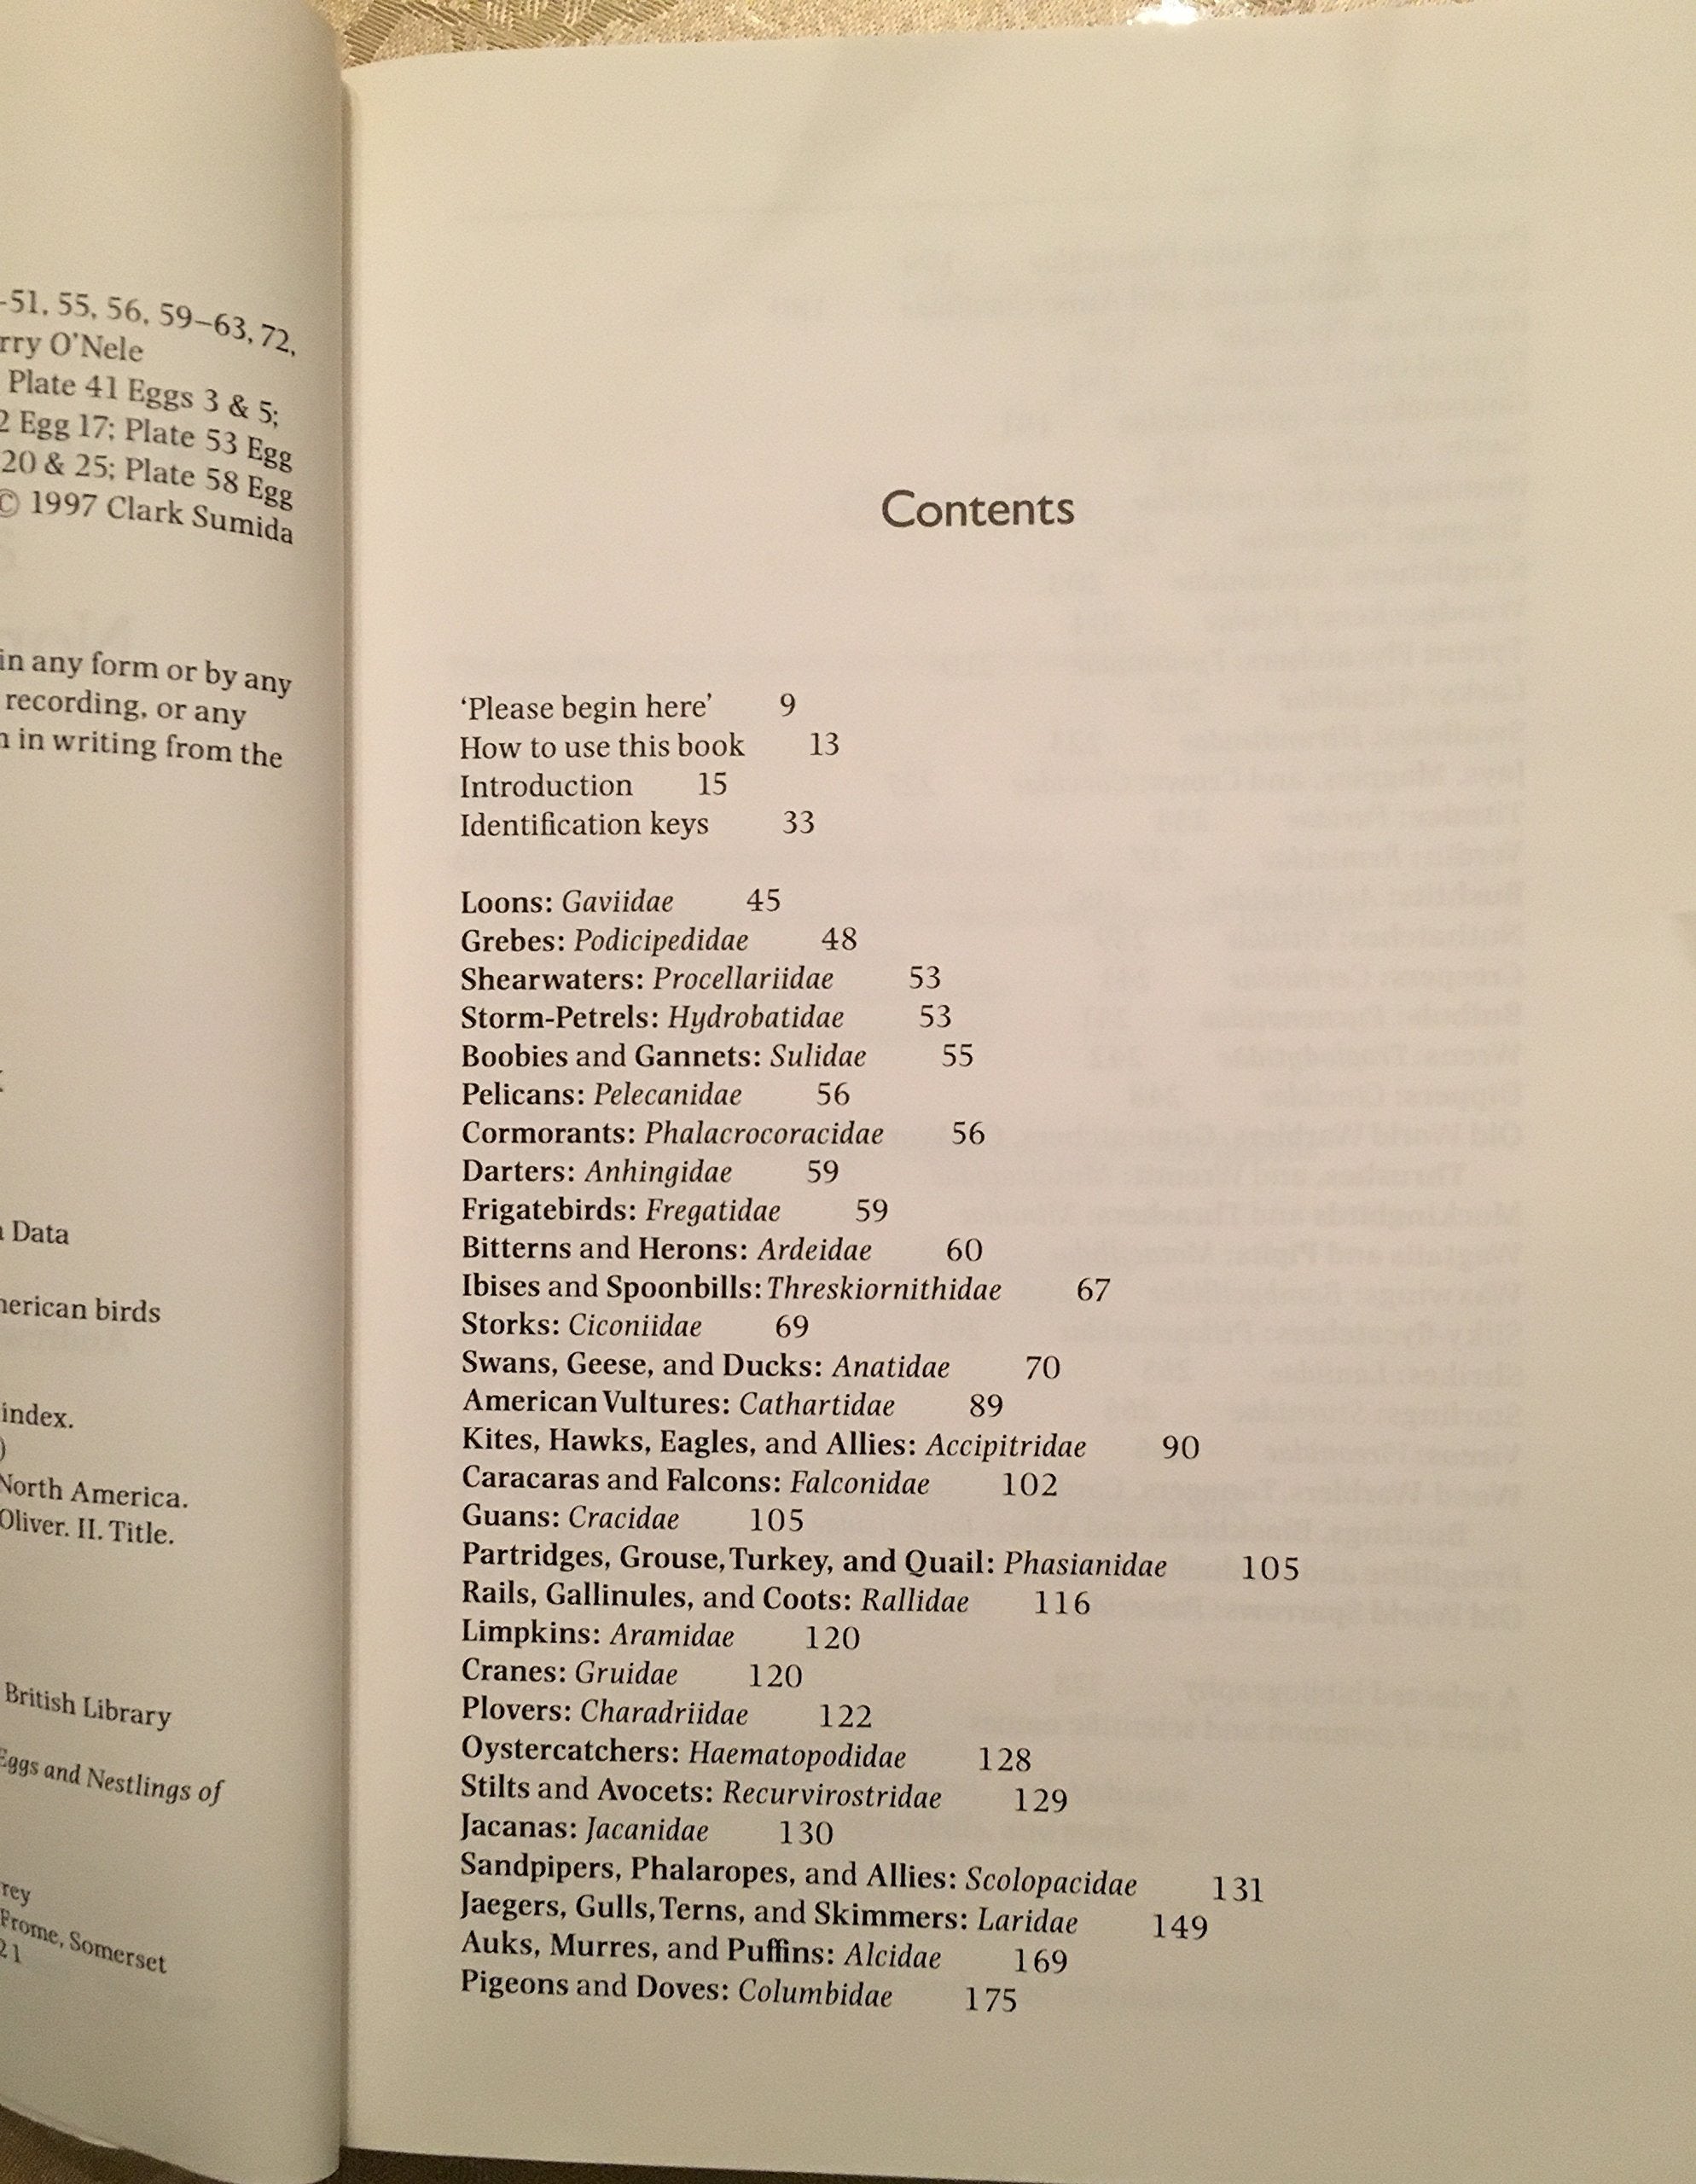 -51, 55, 56, 59–63, 72,
rry O'Nele
Plate 41 Eggs 3 & 5;
2 Egg 17; Plate 53 Egg
20 & 25; Plate 58 Egg
© 1997 Clark Sumida
in any form or by any
recording, or any
in writing from the
Data
merican birds
index.
)
North America.
Oliver. II. Title.
British Library
Eggs and Nestlings of
rey
Frome, Somerset
21
Contents
‘Please begin here’ 9
How to use this book 13
Introduction 15
Identification keys 33
Loons: Gaviidae 45
Grebes: Podicipedidae 48
Shearwaters: Procellariidae 53
Storm-Petrels: Hydrobatidae 53
Boobies and Gannets: Sulidae 55
Pelicans: Pelecanidae 56
Cormorants: Phalacrocoracidae 56
Darters: Anhingidae 59
Frigatebirds: Fregatidae 59
Bitterns and Herons: Ardeidae 60
Ibises and Spoonbills: Threskiornithidae 67
Storks: Ciconiidae 69
Swans, Geese, and Ducks: Anatidae 70
American Vultures: Cathartidae 89
Kites, Hawks, Eagles, and Allies: Accipitridae 90
Caracaras and Falcons: Falconidae 102
Guans: Cracidae 105
Partridges, Grouse, Turkey, and Quail: Phasianidae 105
Rails, Gallinules, and Coots: Rallidae 116
Limpkins: Aramidae 120
Cranes: Gruidae 120
Plovers: Charadriidae 122
Oystercatchers: Haematopodidae 128
Stilts and Avocets: Recurvirostridae 129
Jacanas: Jacanidae 130
Sandpipers, Phalaropes, and Allies: Scolopacidae 131
Jaegers, Gulls, Terns, and Skimmers: Laridae 149
Auks, Murres, and Puffins: Alcidae 169
Pigeons and Doves: Columbidae 175